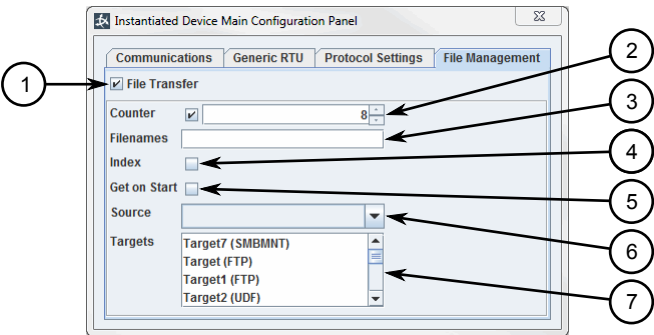 Instantiated Device Main Configuration Panel
Communications Generic RTU Protocol Settings File Management
1
File Transfer
2
Counter 8
3
Filenames
4
Index
5
Get on Start
6
Source
7
Targets
Target7 (SMBMNT)
Target (FTP)
Target1 (FTP)
Target2 (UDF)